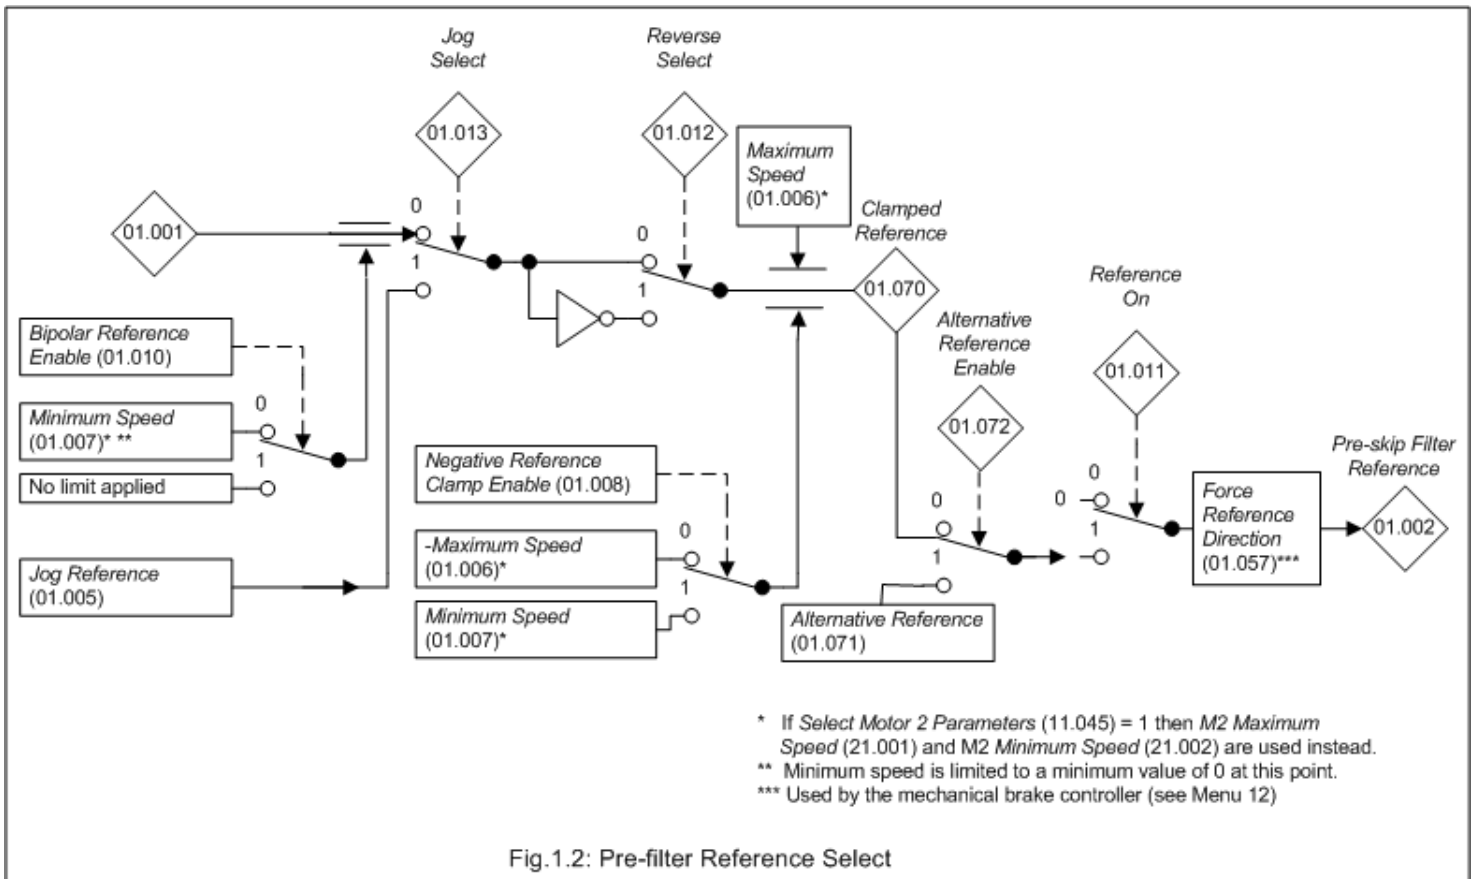 Jog
Select
Reverse
Select
01.013
01.012
Maximum
Speed
(01.006)*
Clamped
Reference
01.001
0
1
0
1
01.070
Reference
On
Bipolar Reference
Enable (01.010)
Alternative
Reference
Enable
01.011
Minimum Speed
(01.007)* **
0
1
No limit applied
01.072
Negative Reference
Clamp Enable (01.008)
Pre-skip Filter
Reference
-Maximum Speed
(01.006)*
0
1
0
1
0
0
1
Force
Reference
Direction
(01.057)***
01.002
Jog Reference
(01.005)
Minimum Speed
(01.007)*
Alternative Reference
(01.071)
* If Select Motor 2 Parameters (11.045) = 1 then M2 Maximum
Speed (21.001) and M2 Minimum Speed (21.002) are used instead.
** Minimum speed is limited to a minimum value of 0 at this point.
*** Used by the mechanical brake controller (see Menu 12)
Fig.1.2: Pre-filter Reference Select